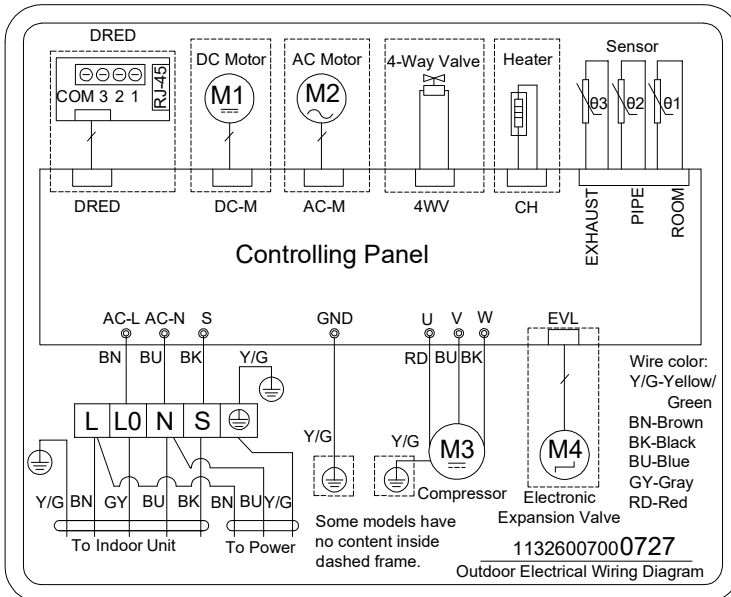 DRED
DC Motor
AC Motor
4-Way Valve
Heater
Sensor
RJ-45
COM 3 2 1
M1
M2
θ3
θ2
θ1
DRED
DC-M
AC-M
4WV
CH
EXHAUST
PIPE
ROOM
Controlling Panel
AC-L
AC-N
S
GND
U
V
W
EVL
BN
BU
BK
Y/G
RD
BU
BK
L
L0
N
S
Y/G
Y/G
M3
M4
Wire color:
Y/G-Yellow/
Green
BN-Brown
BK-Black
BU-Blue
GY-Gray
RD-Red
Y/G
BN
GY
BU
BK
BN
BU
Y/G
Compressor
Electronic
Expansion Valve
To Indoor Unit
To Power
Some models have
no content inside
dashed frame.
11326007000727
Outdoor Electrical Wiring Diagram